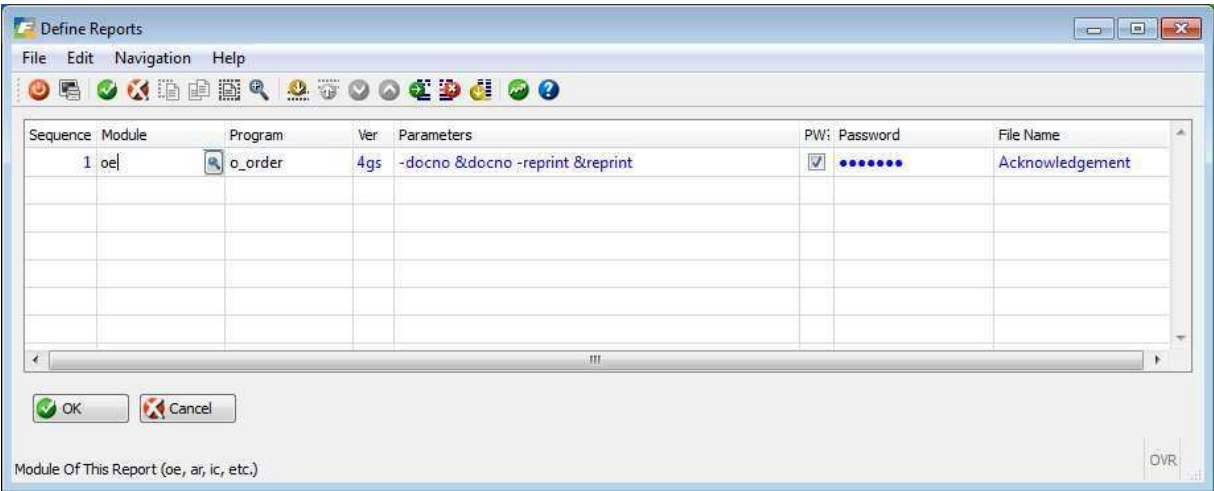 Define Reports
File Edit Navigation Help
Sequence Module Program Ver Parameters PW? Password File Name
1 oe o_order 4gs -docno &docno -reprint &reprint ●●●●●●● Acknowledgement
OK Cancel
Module Of This Report (oe, ar, ic, etc.)
OVR